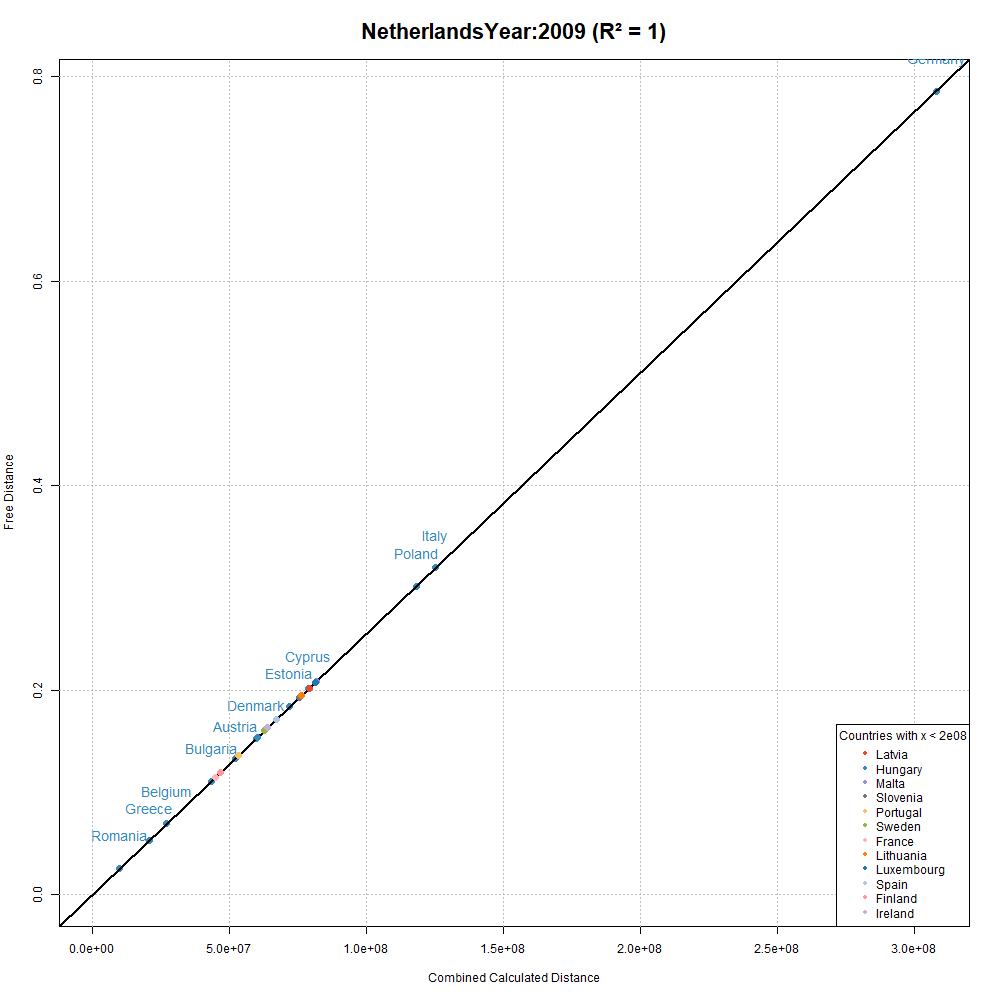 NetherlandsYear:2009 (R² = 1)
Germany
0.8
0.6
Free Distance
0.4
Italy
Poland
Cyprus
Estonia
0.2
Denmark
Austria
Bulgaria
Belgium
Greece
Romania
0.0
Countries with x < 2e08
Latvia
Hungary
Malta
Slovenia
Portugal
Sweden
France
Lithuania
Luxembourg
Spain
Finland
Ireland
0.0e+00 5.0e+07 1.0e+08 1.5e+08 2.0e+08 2.5e+08 3.0e+08
Combined Calculated Distance